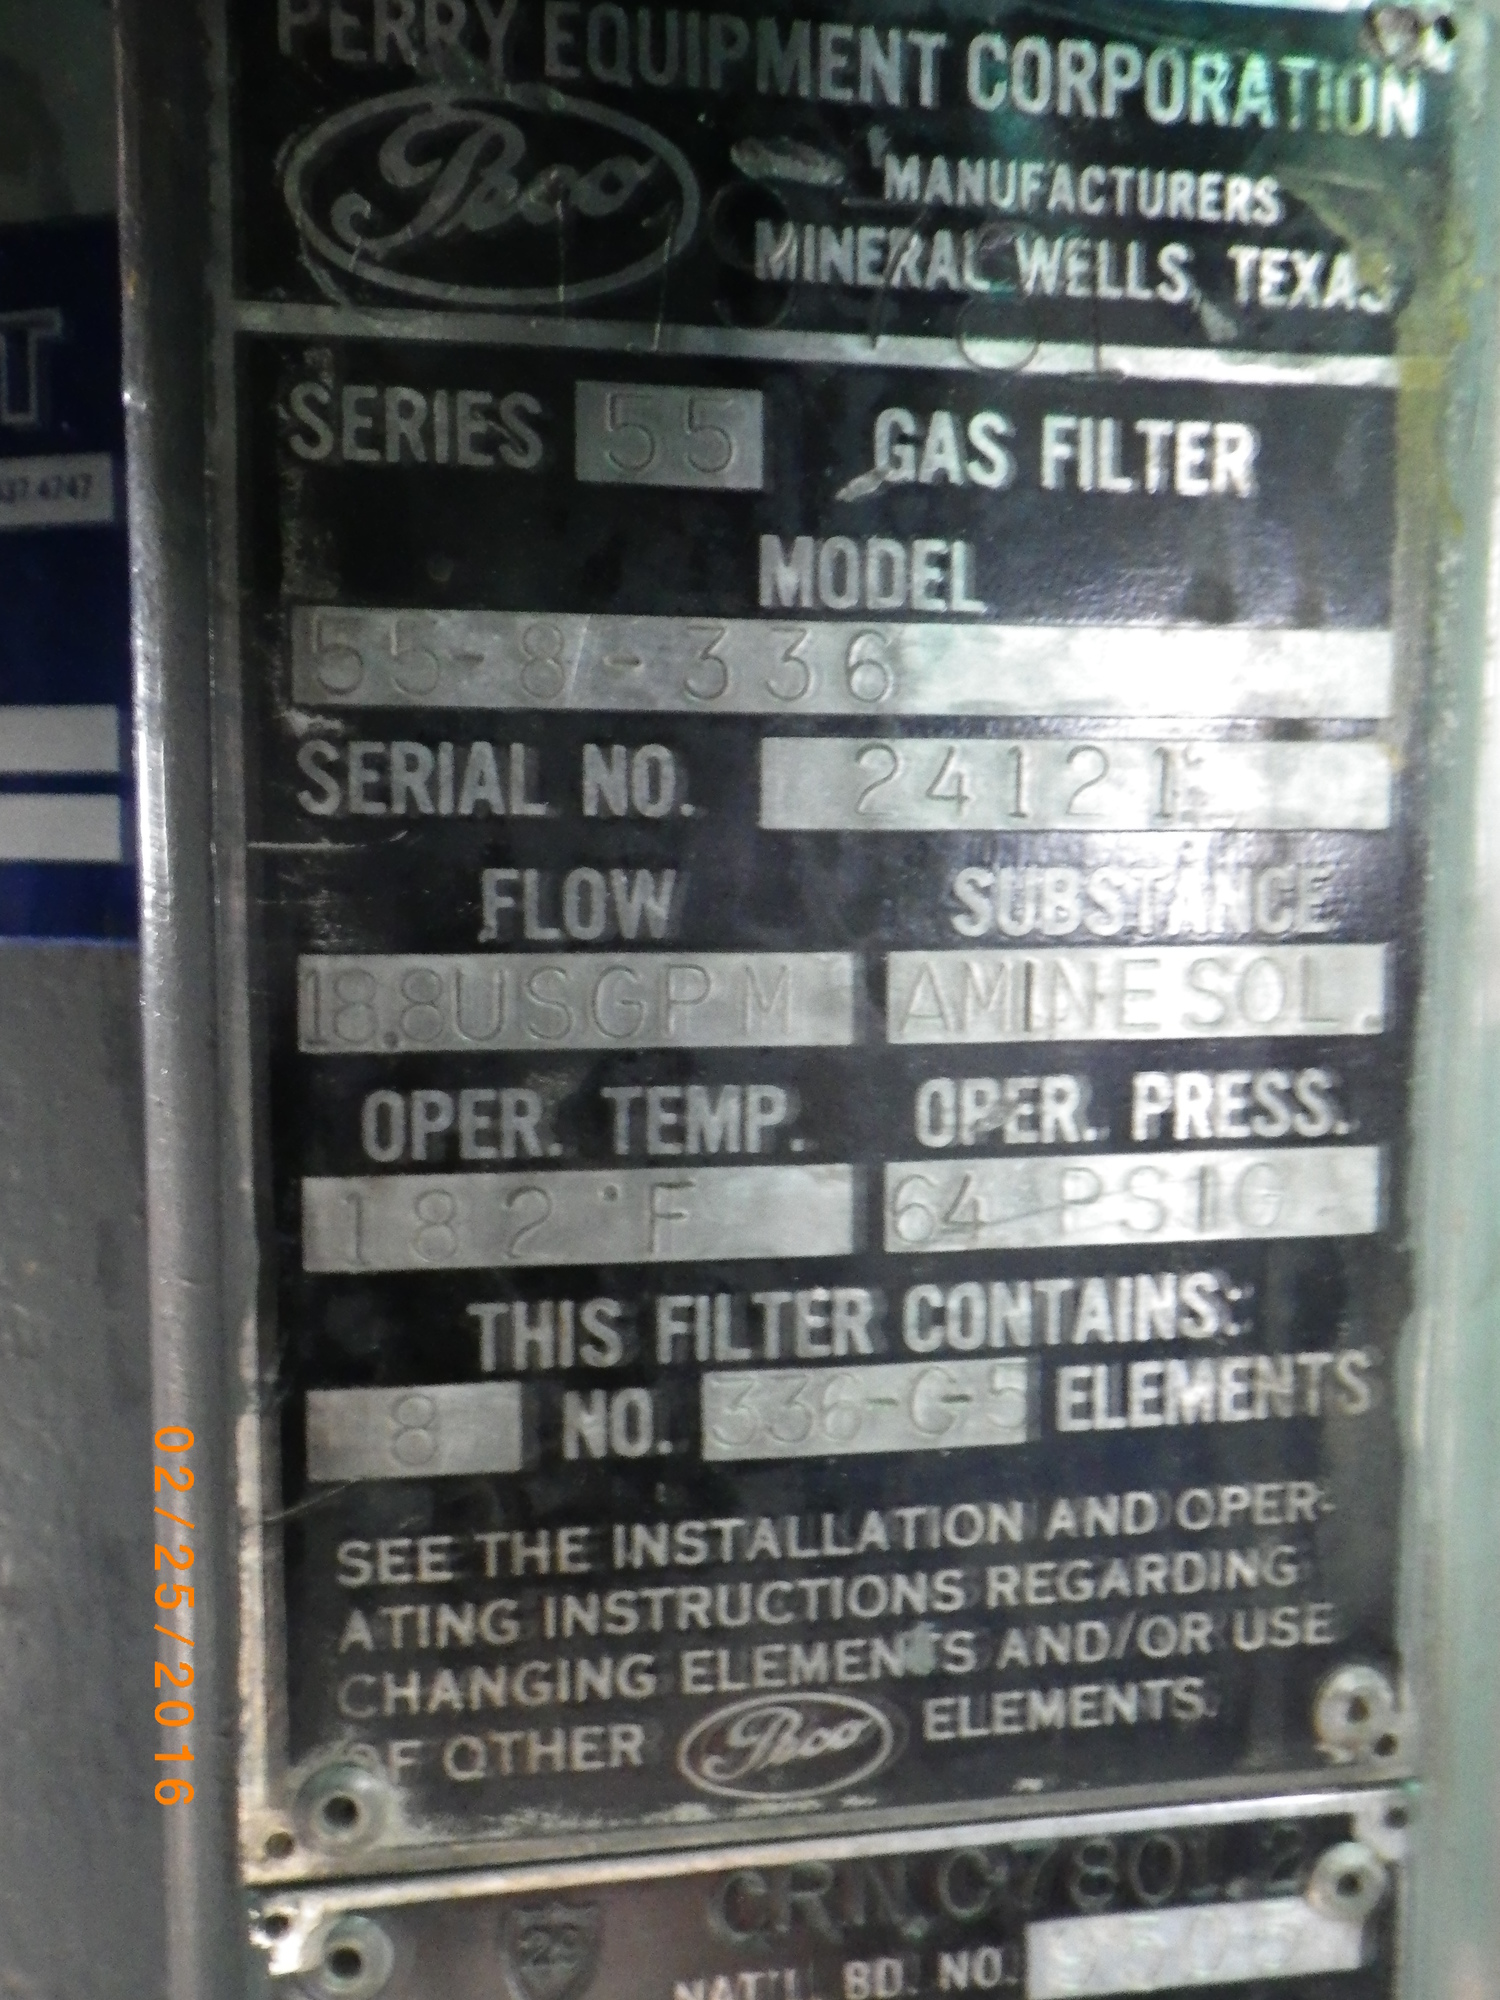 PERRY EQUIPMENT CORPORATION
Peco
MANUFACTURERS
MINERAL WELLS, TEXAS
T
SERIES 55 GAS FILTER
MODEL
55-8-336
SERIAL NO. 24121
FLOW SUBSTANCE
18.8USGPM AMINE SOL.
OPER. TEMP. OPER. PRESS.
182°F 64 PSIG
THIS FILTER CONTAINS:
8 NO. 336-G-5 ELEMENTS
SEE THE INSTALLATION AND OPER-
ATING INSTRUCTIONS REGARDING
CHANGING ELEMENTS AND/OR USE
OF OTHER Peco ELEMENTS.
CRN C7801.2
NAT'L BD. NO.
02/25/2016